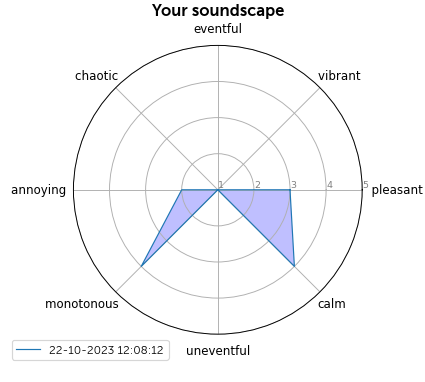 Your soundscape
eventful
chaotic
vibrant
annoying
1
2
3
4
5
pleasant
monotonous
calm
uneventful
22-10-2023 12:08:12